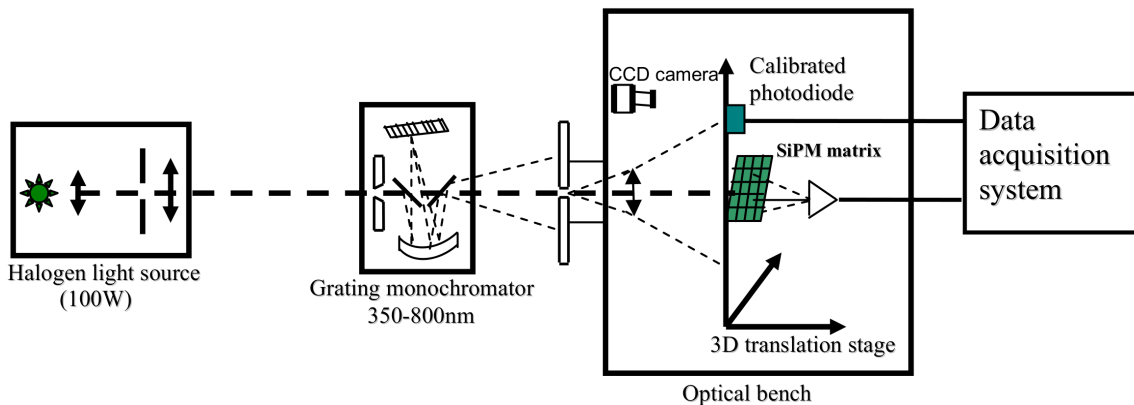 Halogen light source
(100W)
Grating monochromator
350-800nm
CCD camera
Calibrated
photodiode
SiPM matrix
3D translation stage
Optical bench
Data
acquisition
system